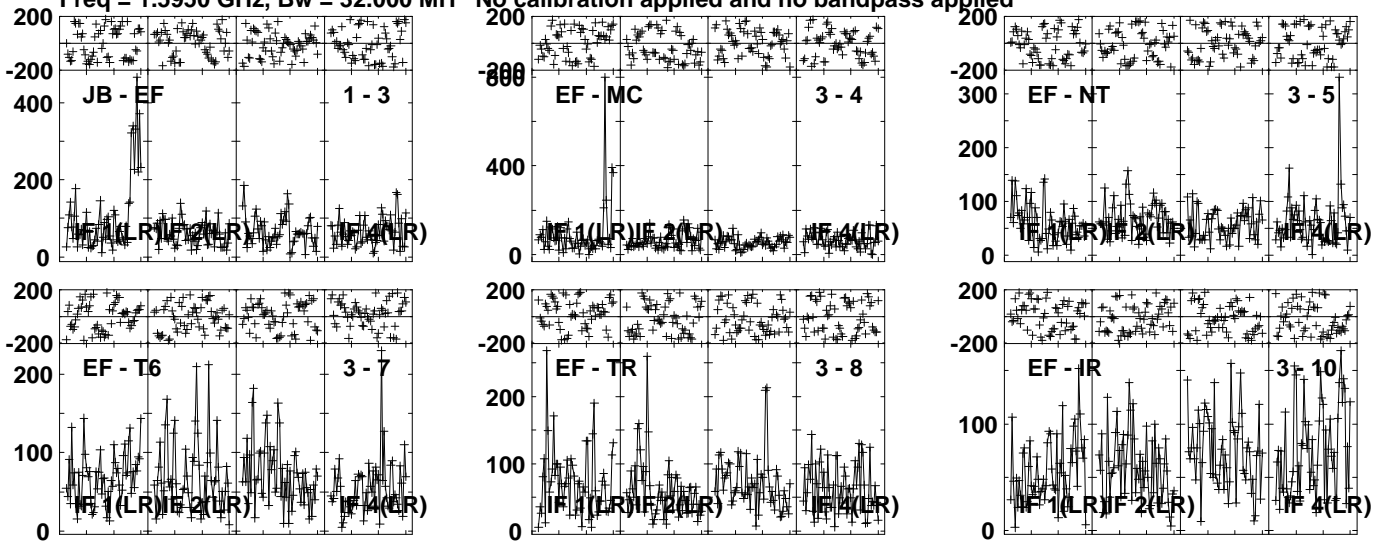 Freq = 1.5950 GHz, Bw = 32.000 MH No calibration applied and no bandpass applied
200
-200
JB - EF
1 - 3
400
200
0
IF 1(LR)
IF 2(LR)
IF 4(LR)
200
-200
800
EF - MC
3 - 4
400
0
IF 1(LR)
IF 2(LR)
IF 4(LR)
200
-200
EF - NT
3 - 5
300
200
100
0
IF 1(LR)
IF 2(LR)
IF 4(LR)
200
-200
EF - T6
3 - 7
200
100
0
IF 1(LR)
IF 2(LR)
IF 4(LR)
200
-200
EF - TR
3 - 8
200
100
0
IF 1(LR)
IF 2(LR)
IF 4(LR)
200
-200
EF - IR
3 - 10
100
0
IF 1(LR)
IF 2(LR)
IF 4(LR)